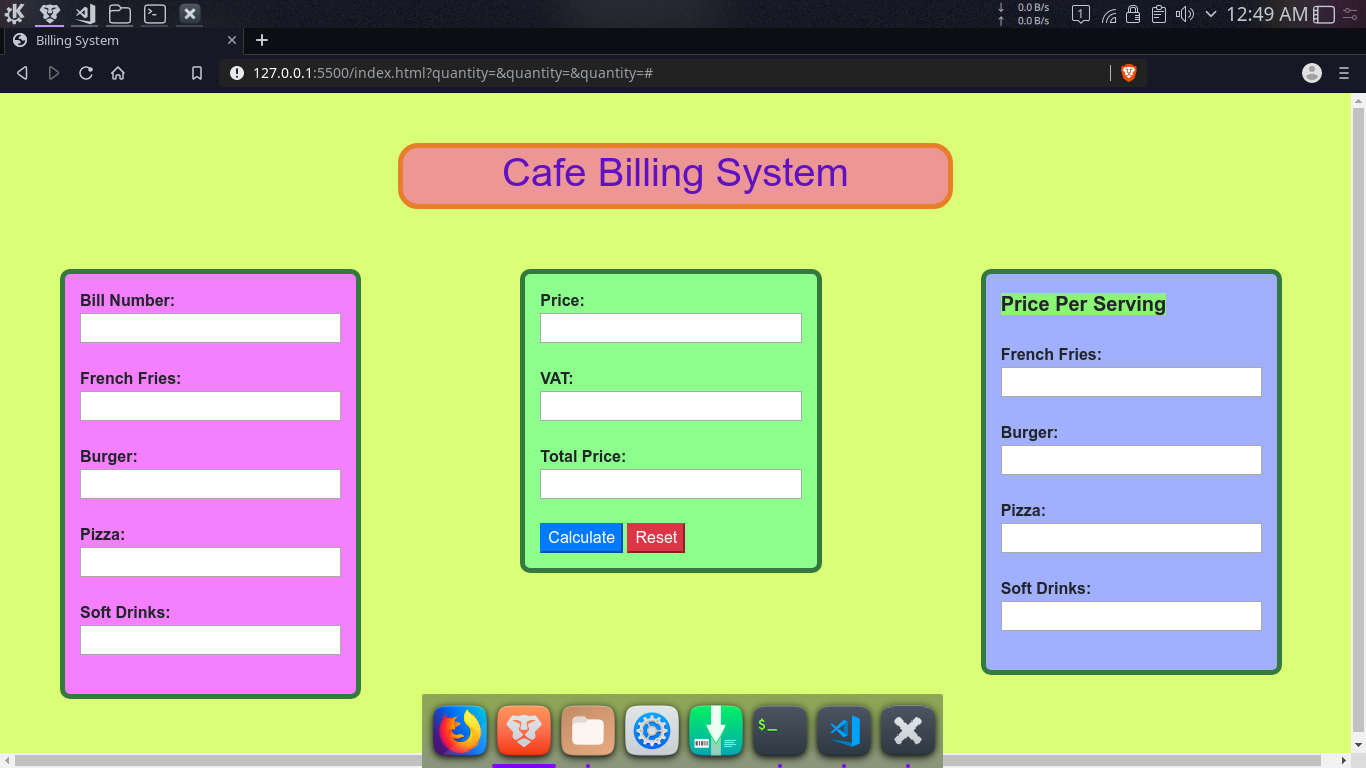 0.0 B/s
0.0 B/s
1
12:49 AM
Billing System
127.0.0.1:5500/index.html?quantity=&quantity=&quantity=#
Cafe Billing System
Bill Number:
French Fries:
Burger:
Pizza:
Soft Drinks:
Price:
VAT:
Total Price:
Calculate Reset
Price Per Serving
French Fries:
Burger:
Pizza:
Soft Drinks:
$_